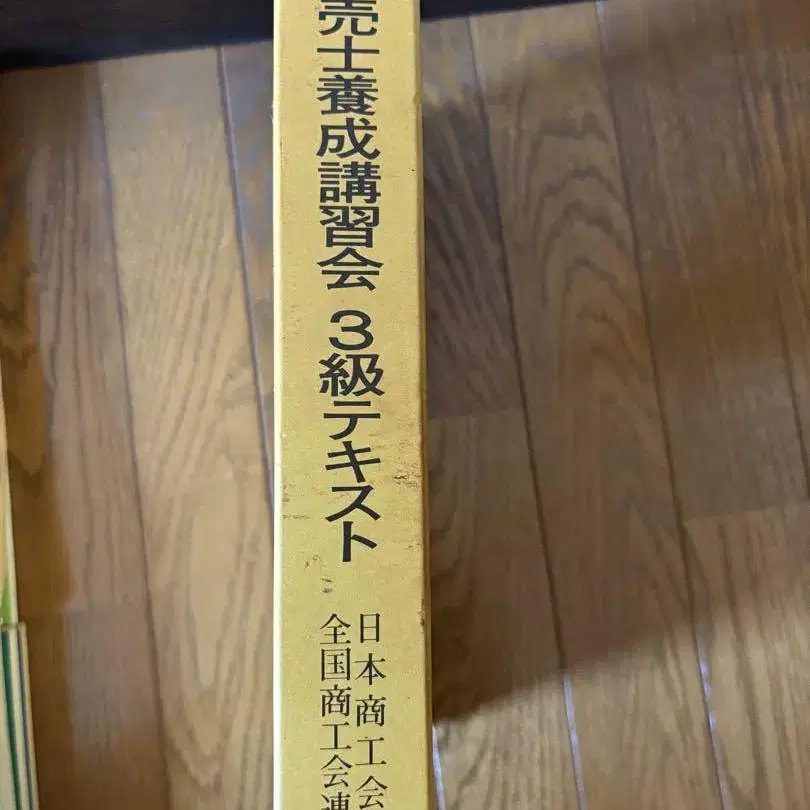 売士養成講習会 3級テキスト
日本商工会
全国商工会連